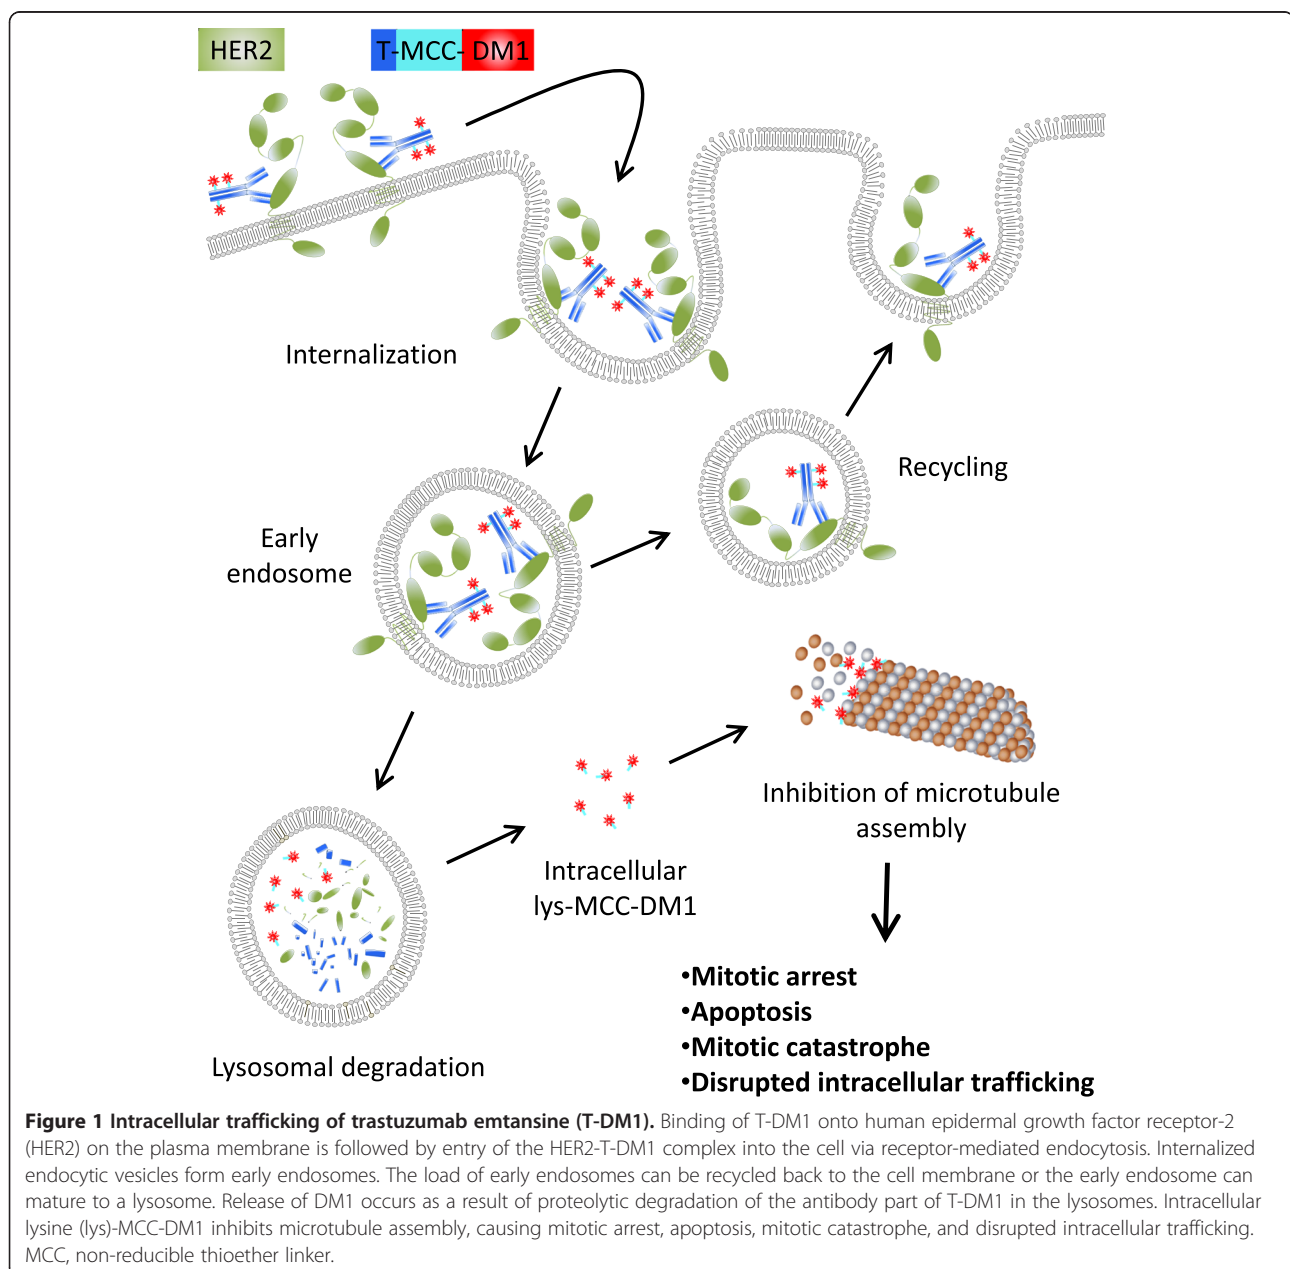 HER2
T-MCC- DM1
Internalization
Recycling
Early
endosome
Inhibition of microtubule
assembly
Intracellular
lys-MCC-DM1
•Mitotic arrest
•Apoptosis
•Mitotic catastrophe
•Disrupted intracellular trafficking
Lysosomal degradation
Figure 1 Intracellular trafficking of trastuzumab emtansine (T-DM1). Binding of T-DM1 onto human epidermal growth factor receptor-2
(HER2) on the plasma membrane is followed by entry of the HER2-T-DM1 complex into the cell via receptor-mediated endocytosis. Internalized
endocytic vesicles form early endosomes. The load of early endosomes can be recycled back to the cell membrane or the early endosome can
mature to a lysosome. Release of DM1 occurs as a result of proteolytic degradation of the antibody part of T-DM1 in the lysosomes. Intracellular
lysine (lys)-MCC-DM1 inhibits microtubule assembly, causing mitotic arrest, apoptosis, mitotic catastrophe, and disrupted intracellular trafficking.
MCC, non-reducible thioether linker.